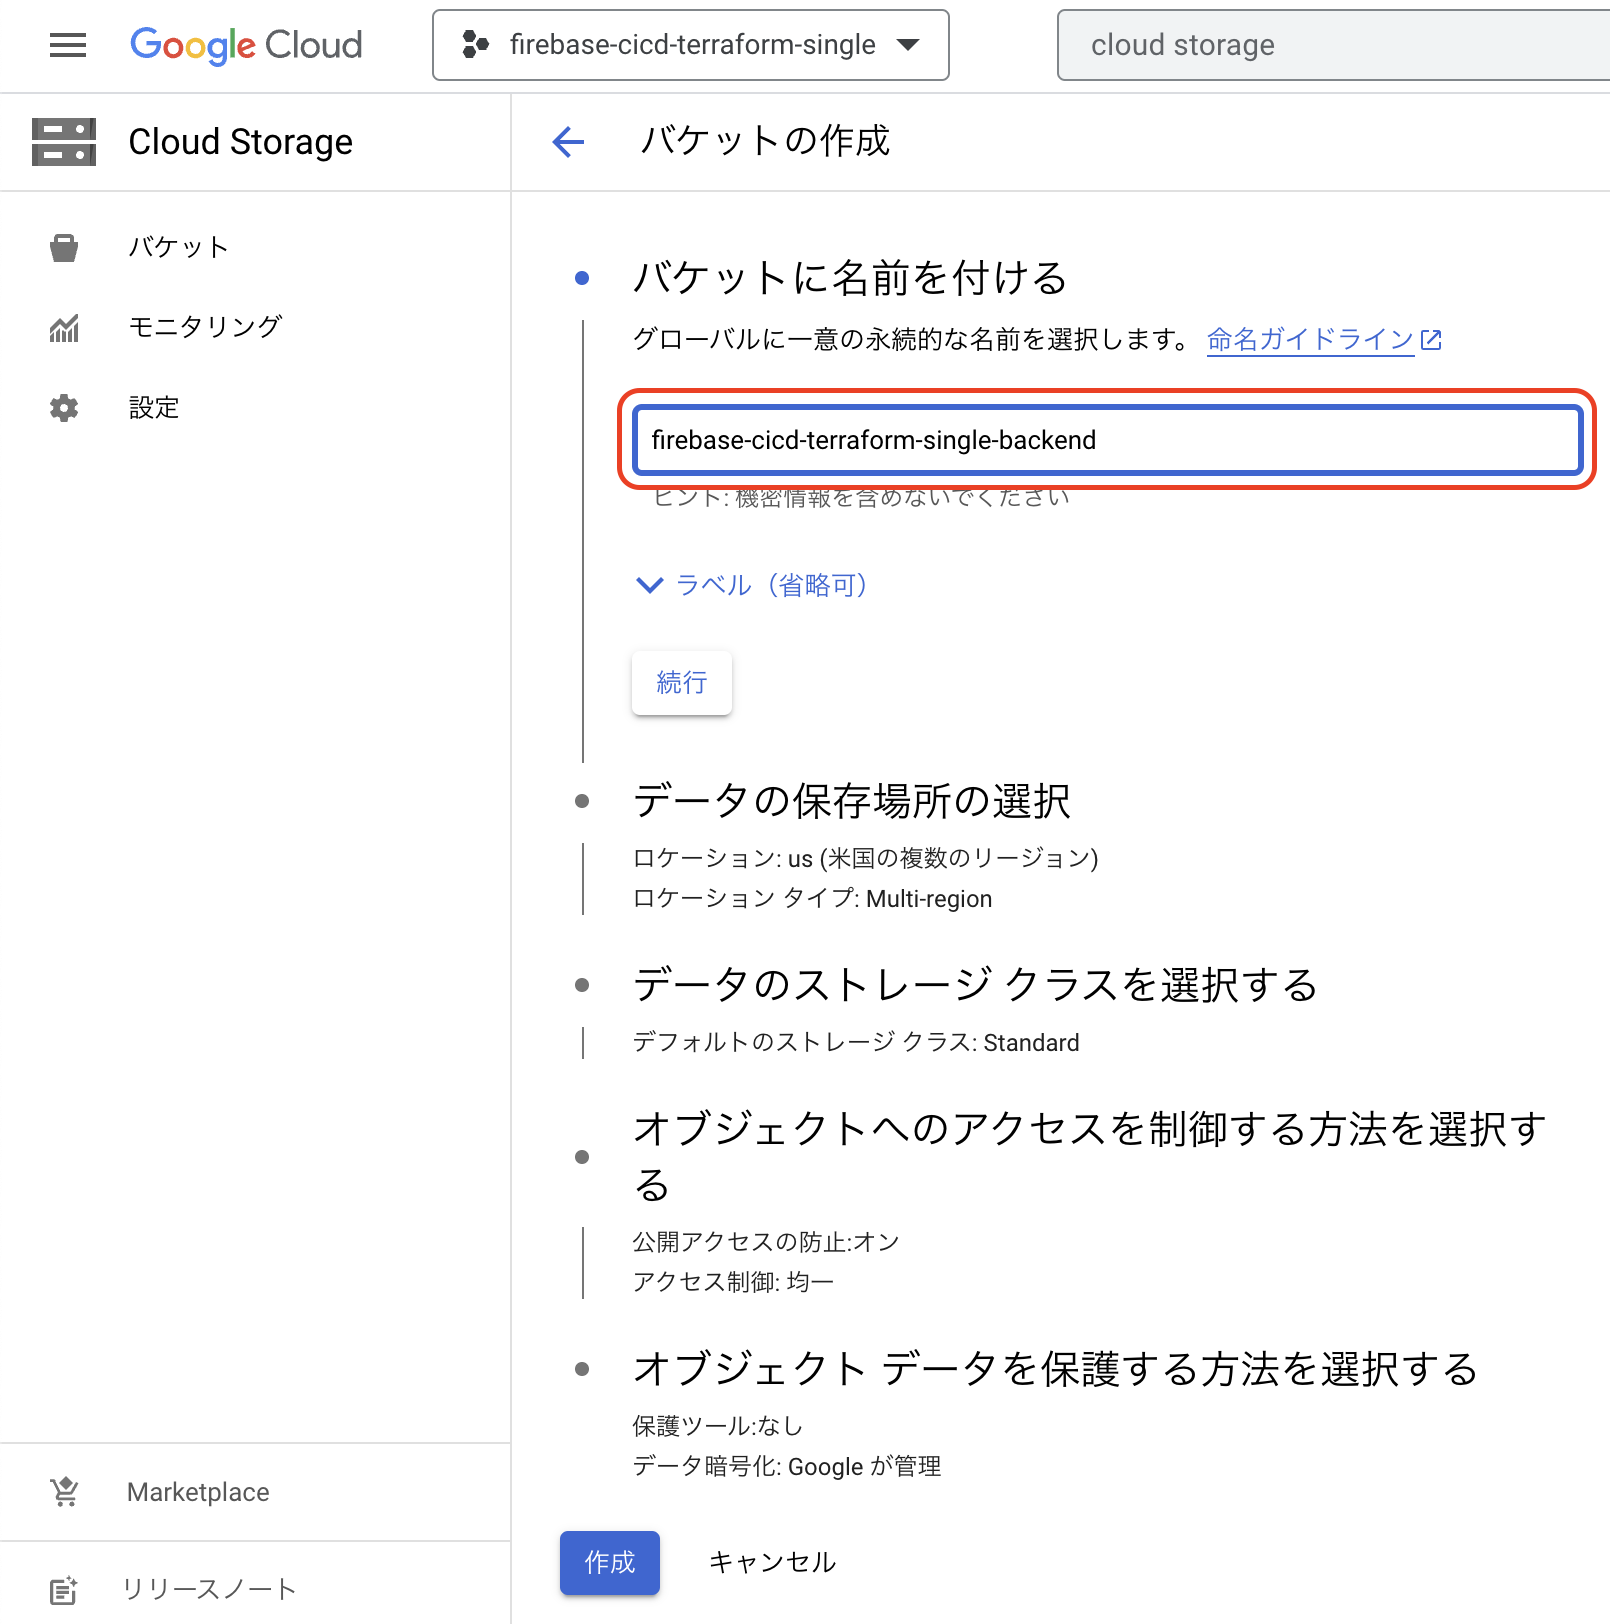 Google Cloud
firebase-cicd-terraform-single
cloud storage
Cloud Storage
バケット
モニタリング
設定
Marketplace
リリースノート
バケットの作成
バケットに名前を付ける
グローバルに一意の永続的な名前を選択します。 命名ガイドライン
firebase-cicd-terraform-single-backend
ヒント: 機密情報を含めないでください
ラベル（省略可）
続行
データの保存場所の選択
ロケーション: us (米国の複数のリージョン)
ロケーション タイプ: Multi-region
データのストレージ クラスを選択する
デフォルトのストレージ クラス: Standard
オブジェクトへのアクセスを制御する方法を選択す
る
公開アクセスの防止:オン
アクセス制御: 均一
オブジェクト データを保護する方法を選択する
保護ツール:なし
データ暗号化: Google が管理
作成
キャンセル